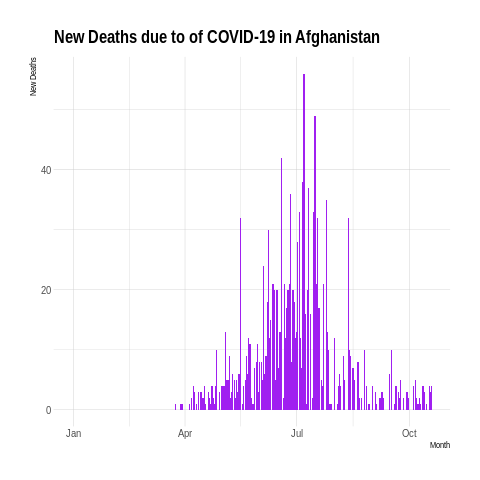 New Deaths due to of COVID-19 in Afghanistan
New Deaths
40
20
0
Jan Apr Jul Oct
Month